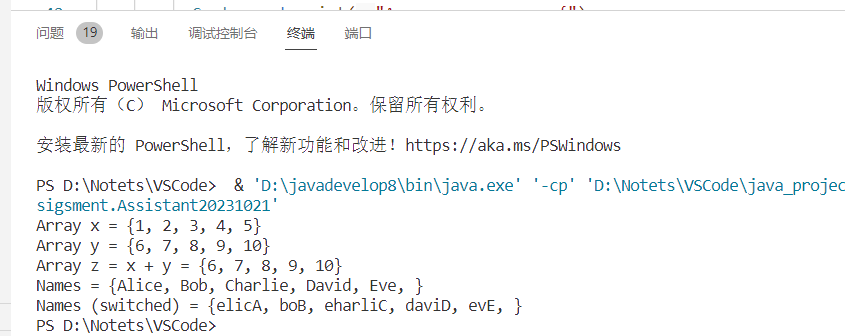 问题 19 输出 调试控制台 终端 端口
Windows PowerShell
版权所有（C） Microsoft Corporation。保留所有权利。
安装最新的 PowerShell，了解新功能和改进！https://aka.ms/PSWindows
PS D:\Notets\VSCode>  & 'D:\javadevelop8\bin\java.exe' '-cp' 'D:\Notets\VSCode\java_projec
sigsment.Assistant20231021'
Array x = {1, 2, 3, 4, 5}
Array y = {6, 7, 8, 9, 10}
Array z = x + y = {6, 7, 8, 9, 10}
Names = {Alice, Bob, Charlie, David, Eve, }
Names (switched) = {elicA, boB, eharliC, daviD, evE, }
PS D:\Notets\VSCode>